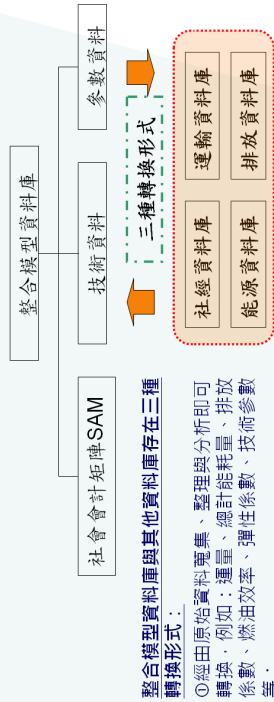 整合模型資料庫
社會會計矩陣SAM
技術資料
參數資料
三種轉換形式
社經資料庫
運輸資料庫
能源資料庫
排放資料庫
整合模型資料庫與其他資料庫存在三種
轉換形式：
①經由原始資料蒐集、整理與分析即可
轉換，例如：運量、總計能耗量、排放
係數、燃油效率、彈性係數、技術參數
等．